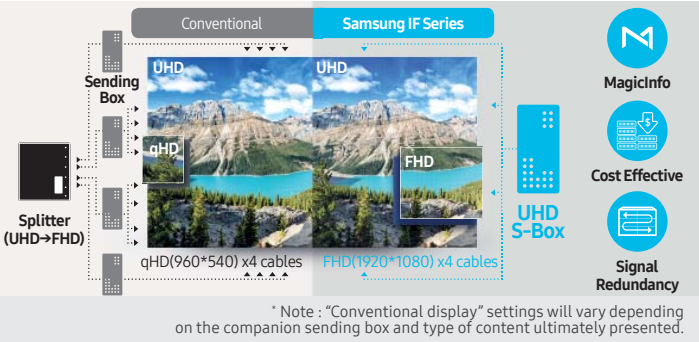 Conventional
Samsung IF Series
Sending
Box
UHD
UHD
qHD
FHD
Splitter
(UHD→FHD)
UHD
S-Box
qHD(960*540) x4 cables
FHD(1920*1080) x4 cables
MagicInfo
$
Cost Effective
Signal
Redundancy
* Note : “Conventional display” settings will vary depending
on the companion sending box and type of content ultimately presented.